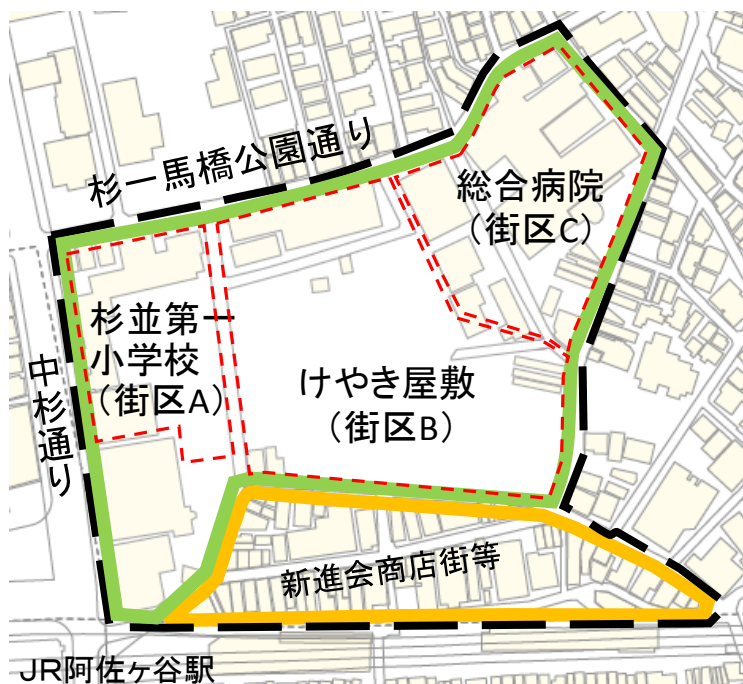 杉一馬橋公園通り
総合病院
（街区C）
杉並第一
小学校
（街区A）
けやき屋敷
（街区B）
中杉通り
新進会商店街等
JR阿佐ヶ谷駅